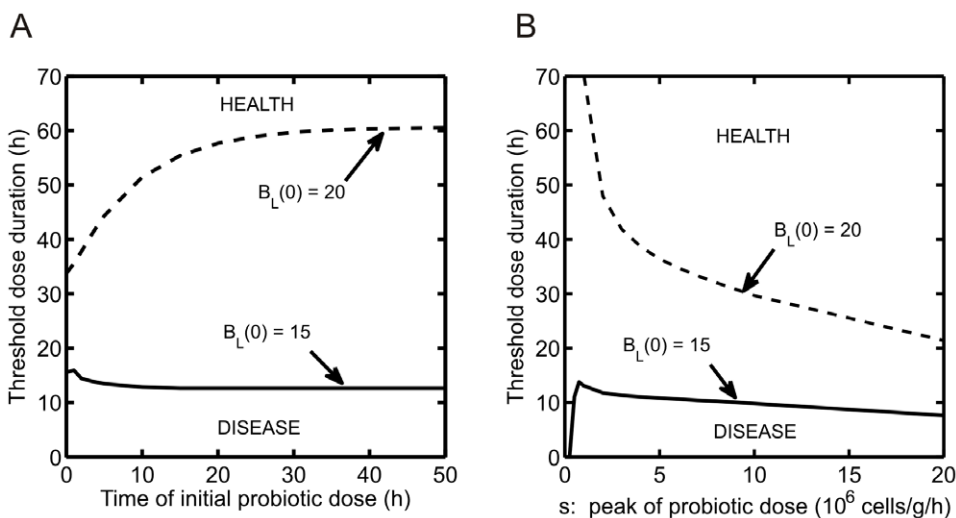 A
B
70
60
50
40
30
20
10
0
Threshold dose duration (h)
HEALTH
B_L(0) = 20
B_L(0) = 15
DISEASE
0 10 20 30 40 50
Time of initial probiotic dose (h)
70
60
50
40
30
20
10
0
Threshold dose duration (h)
HEALTH
B_L(0) = 20
B_L(0) = 15
DISEASE
0 5 10 15 20
s: peak of probiotic dose (10^6 cells/g/h)